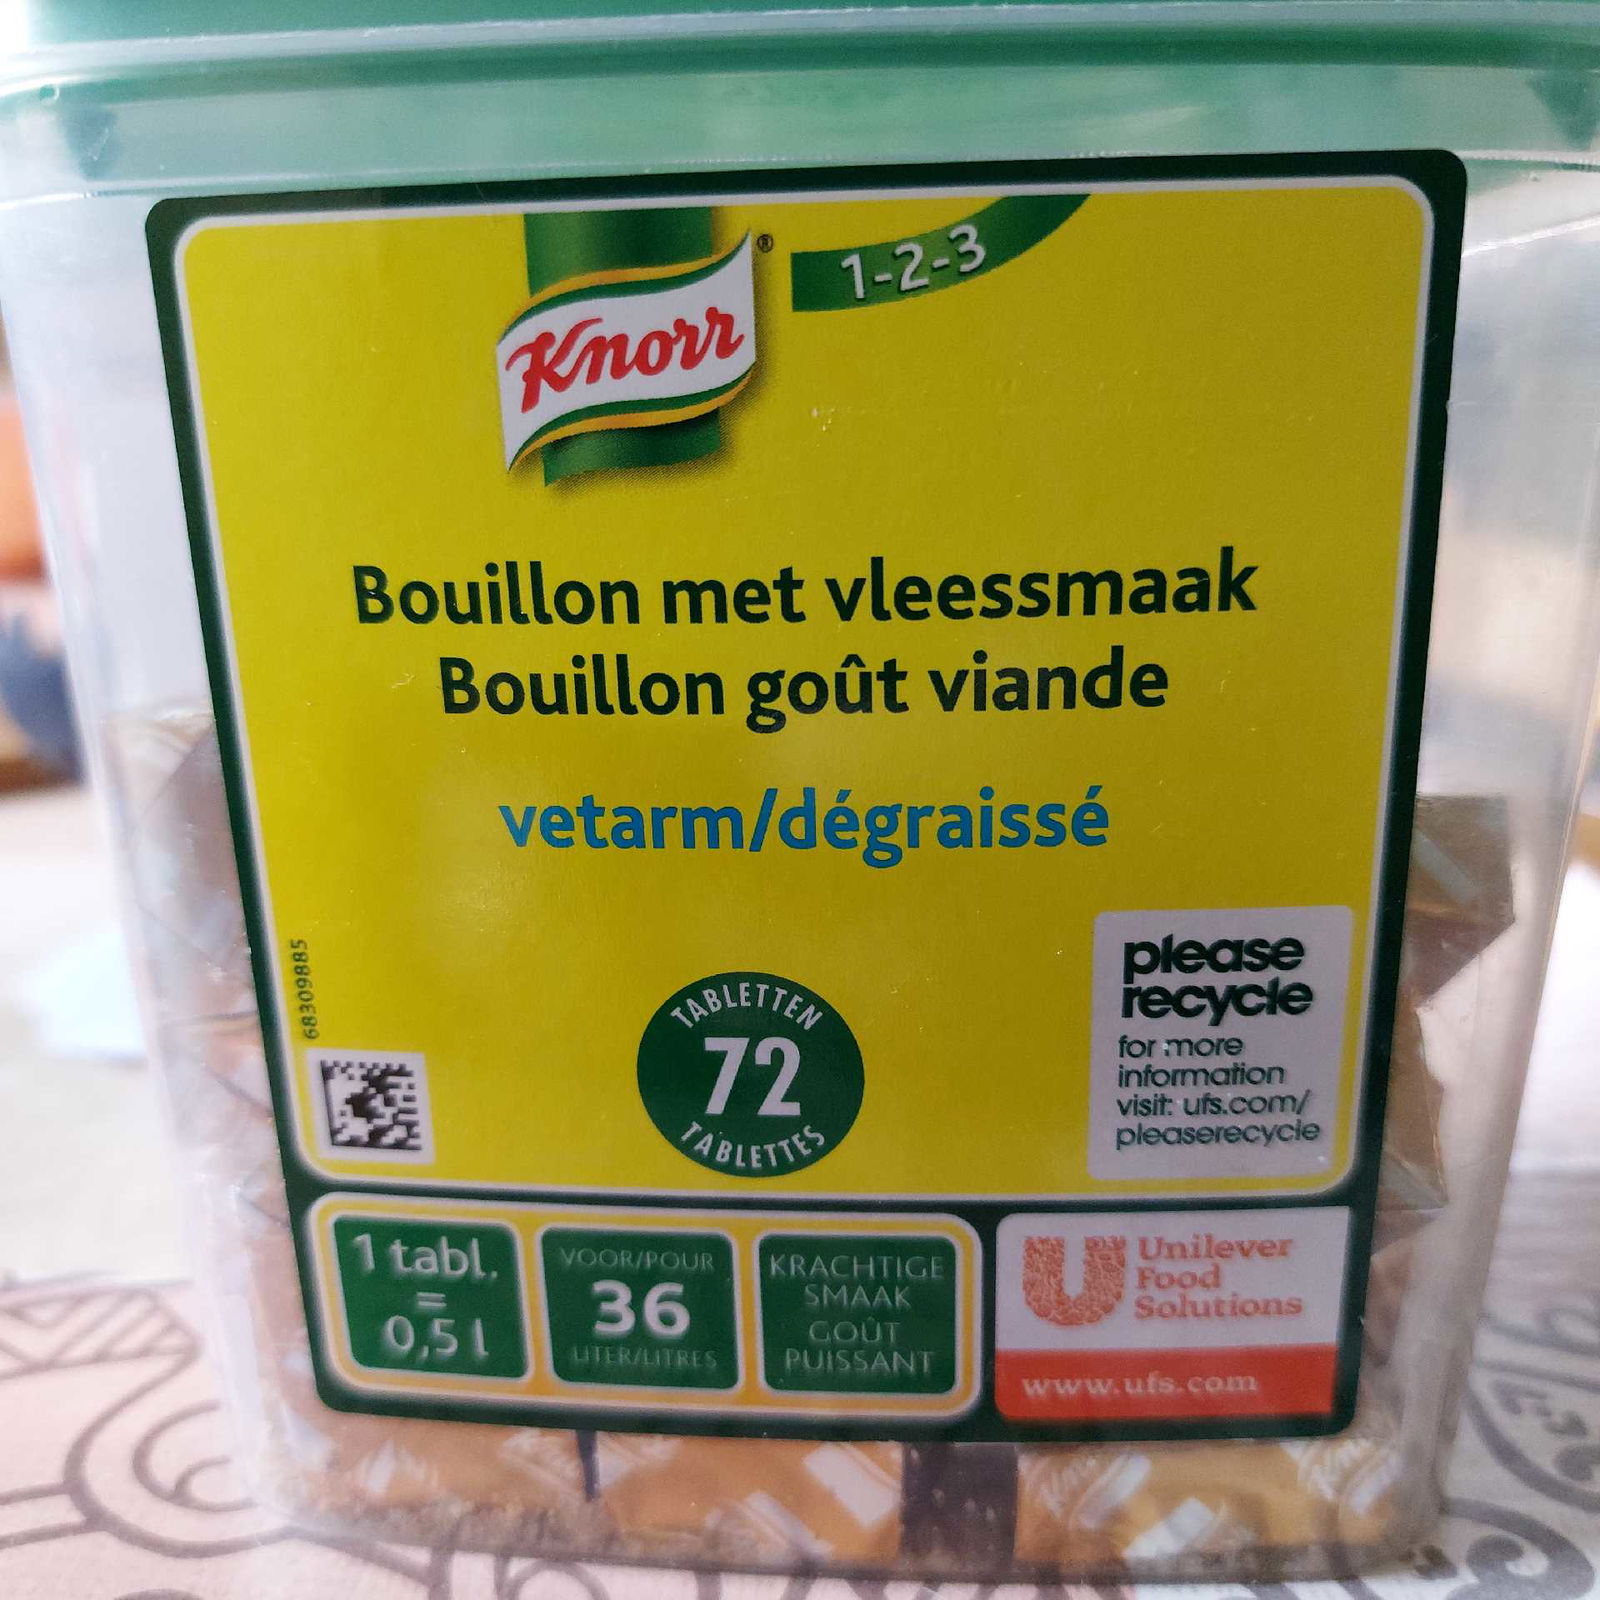 Knorr®
1-2-3
Bouillon met vleessmaak
Bouillon goût viande
vetarm/dégraissé
68309885
TABLETTEN
72
TABLETTES
please
recycle
for more
information
visit: ufs.com/
pleaserecycle
1 tabl.
=
0,5 l
VOOR/POUR
36
LITER/LITRES
KRACHTIGE
SMAAK
GOÛT
PUISSANT
Unilever
Food
Solutions
www.ufs.com